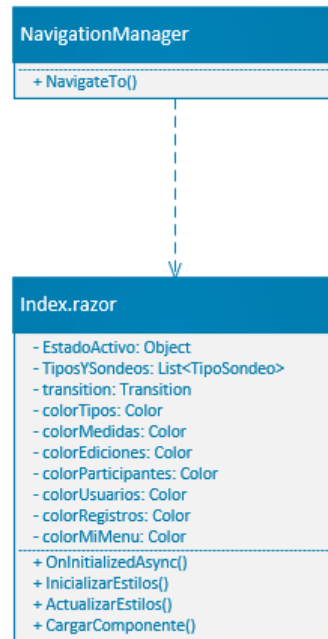 NavigationManager
+ NavigateTo()
Index.razor
- EstadoActivo: Object
- TiposYSondeos: List<TipoSondeo>
- transition: Transition
- colorTipos: Color
- colorMedidas: Color
- colorEdiciones: Color
- colorParticipantes: Color
- colorUsuarios: Color
- colorRegistros: Color
- colorMiMenu: Color
+ OnInitializedAsync()
+ InicializarEstilos()
+ ActualizarEstilos()
+ CargarComponente()